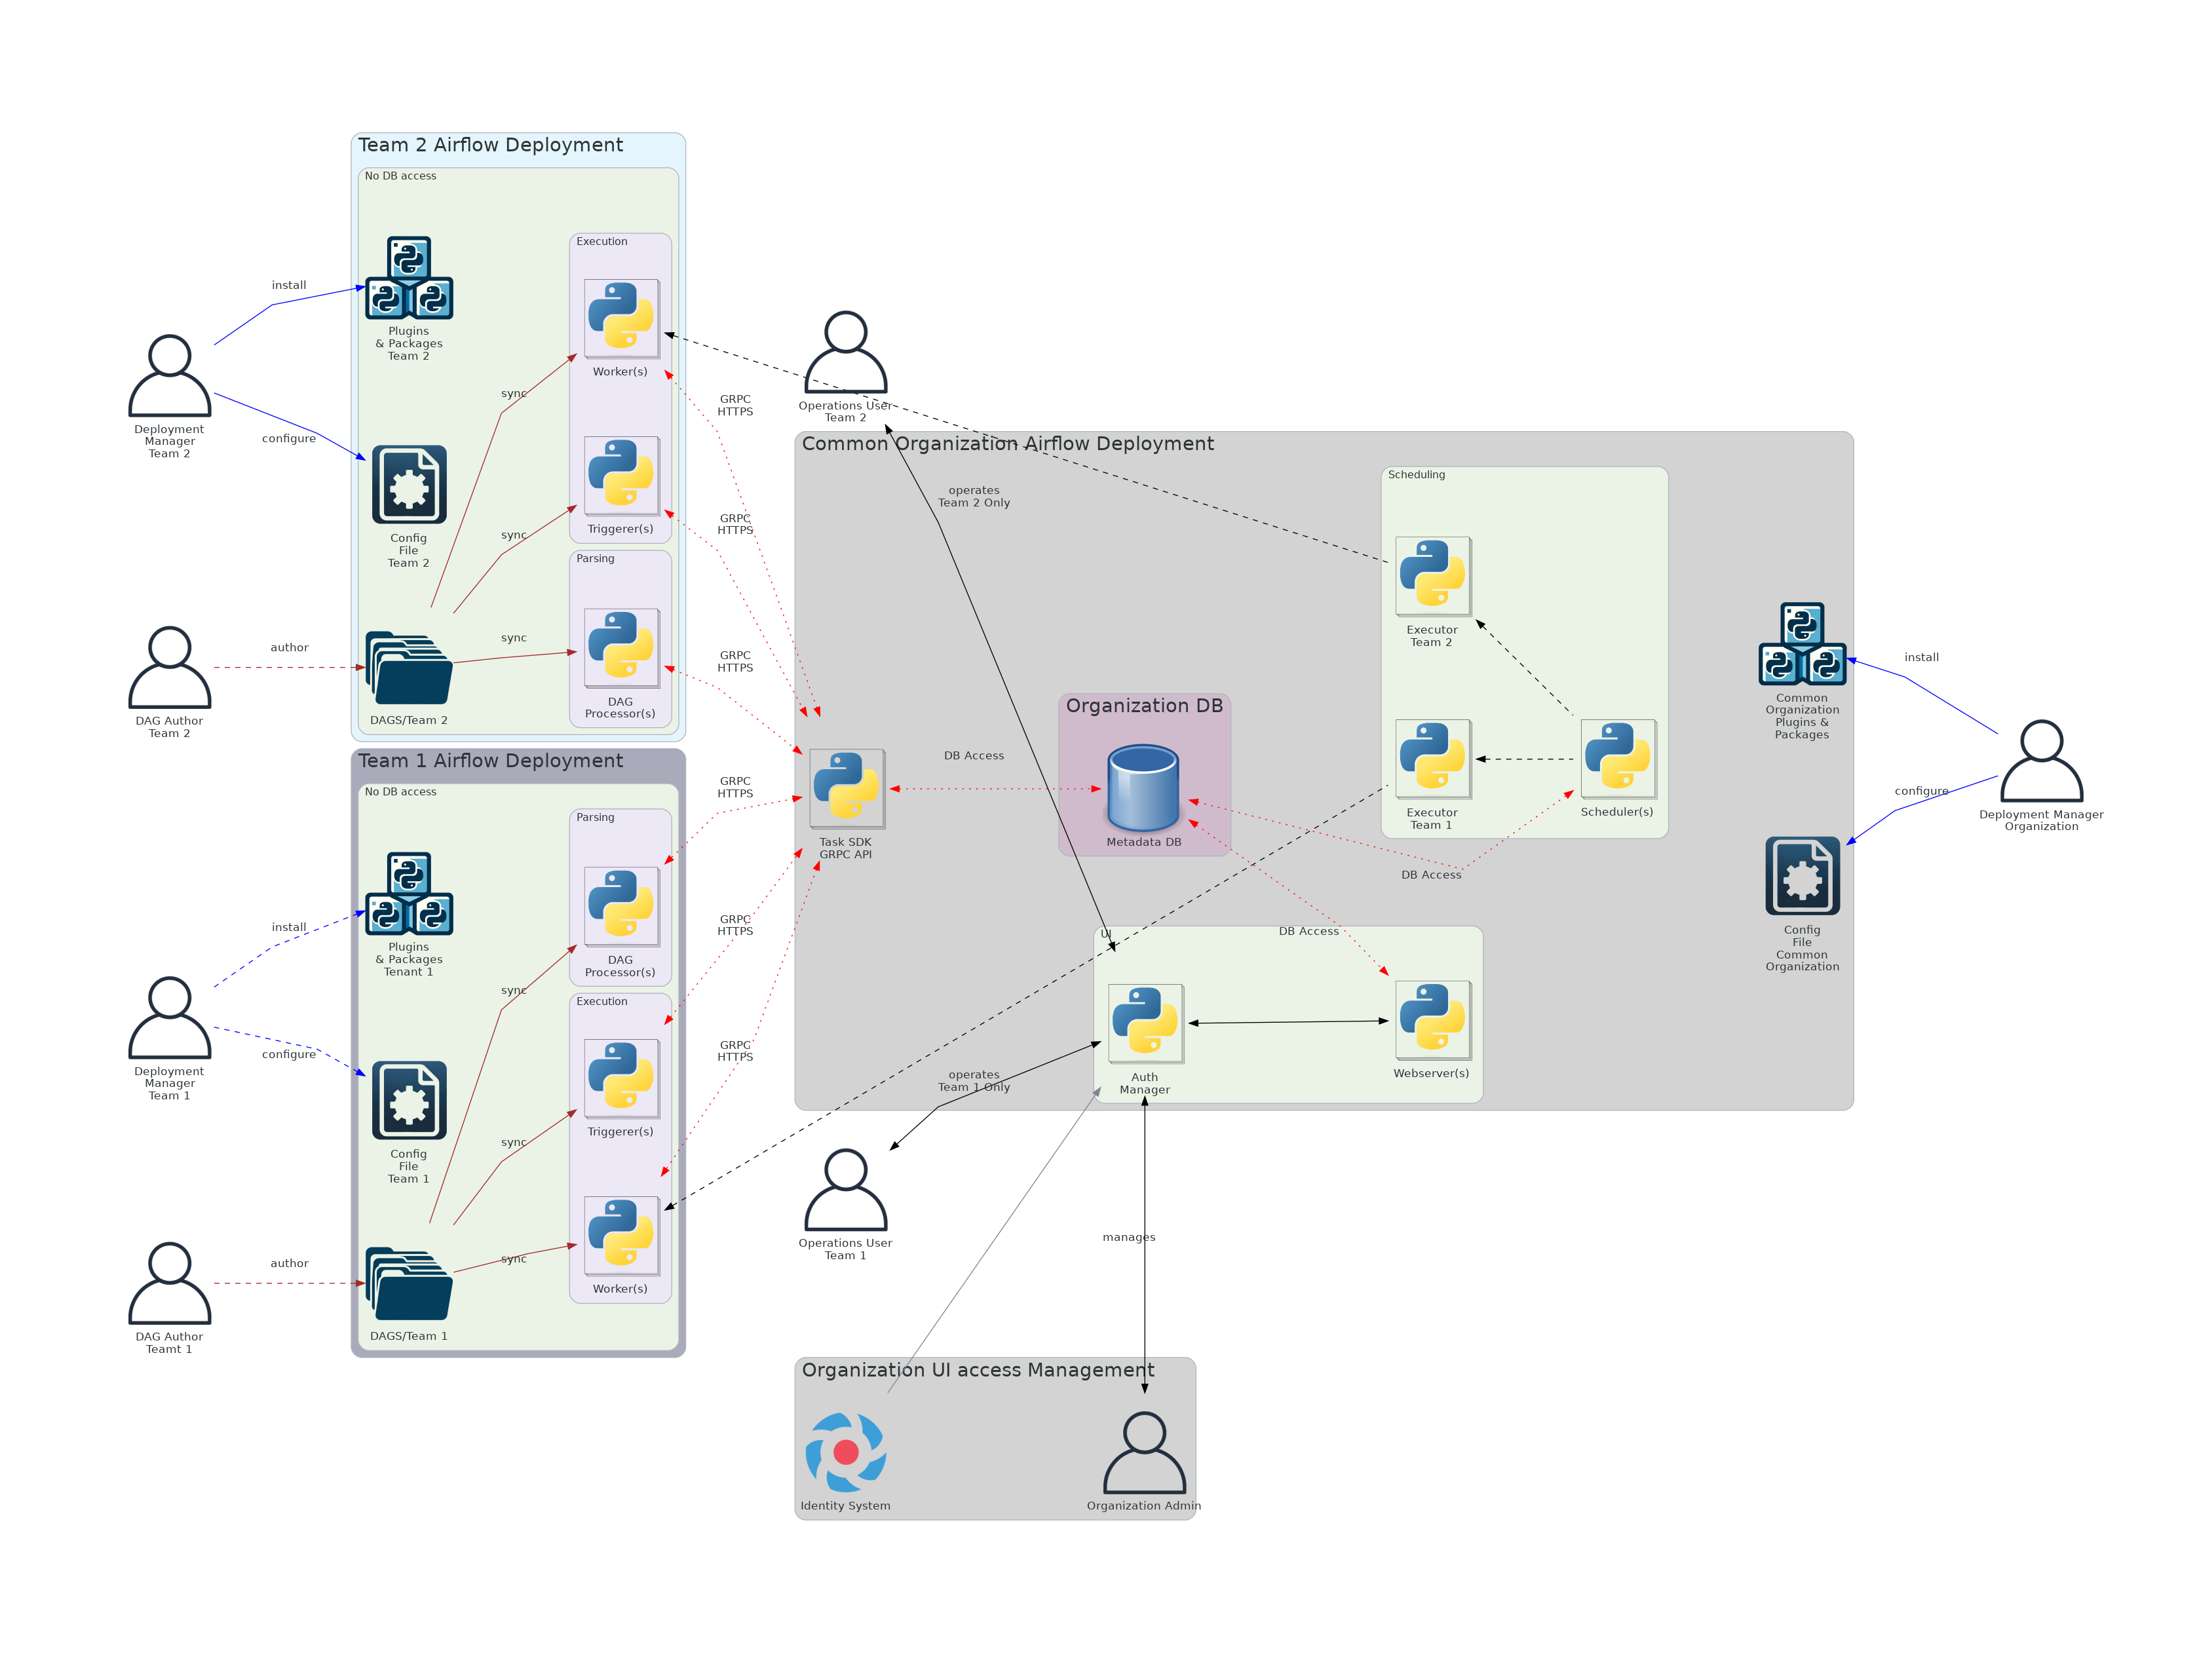 Team 2 Airflow Deployment
No DB access
Execution
install
Plugins
& Packages
Team 2
Worker(s)
sync
GRPC
HTTPS
Operations User
Team 2
Deployment
Manager
Team 2
configure
Config
File
Team 2
sync
Triggerer(s)
GRPC
HTTPS
Parsing
author
sync
GRPC
HTTPS
DAG Author
Team 2
DAGS/Team 2
DAG
Processor(s)
Common Organization Airflow Deployment
operates
Team 2 Only
Scheduling
Executor
Team 2
Organization DB
DB Access
Metadata DB
Task SDK
GRPC API
Executor
Team 1
Scheduler(s)
DB Access
Common
Organization
Plugins &
Packages
install
configure
Deployment Manager
Organization
Config
File
Common
Organization
UI
DB Access
Auth
Manager
Webserver(s)
operates
Team 1 Only
Team 1 Airflow Deployment
No DB access
Parsing
GRPC
HTTPS
install
Plugins
& Packages
Tenant 1
DAG
Processor(s)
GRPC
HTTPS
sync
Execution
Deployment
Manager
Team 1
configure
GRPC
HTTPS
Config
File
Team 1
sync
Triggerer(s)
author
sync
Worker(s)
DAG Author
Teamt 1
DAGS/Team 1
Operations User
Team 1
manages
Organization UI access Management
Identity System
Organization Admin